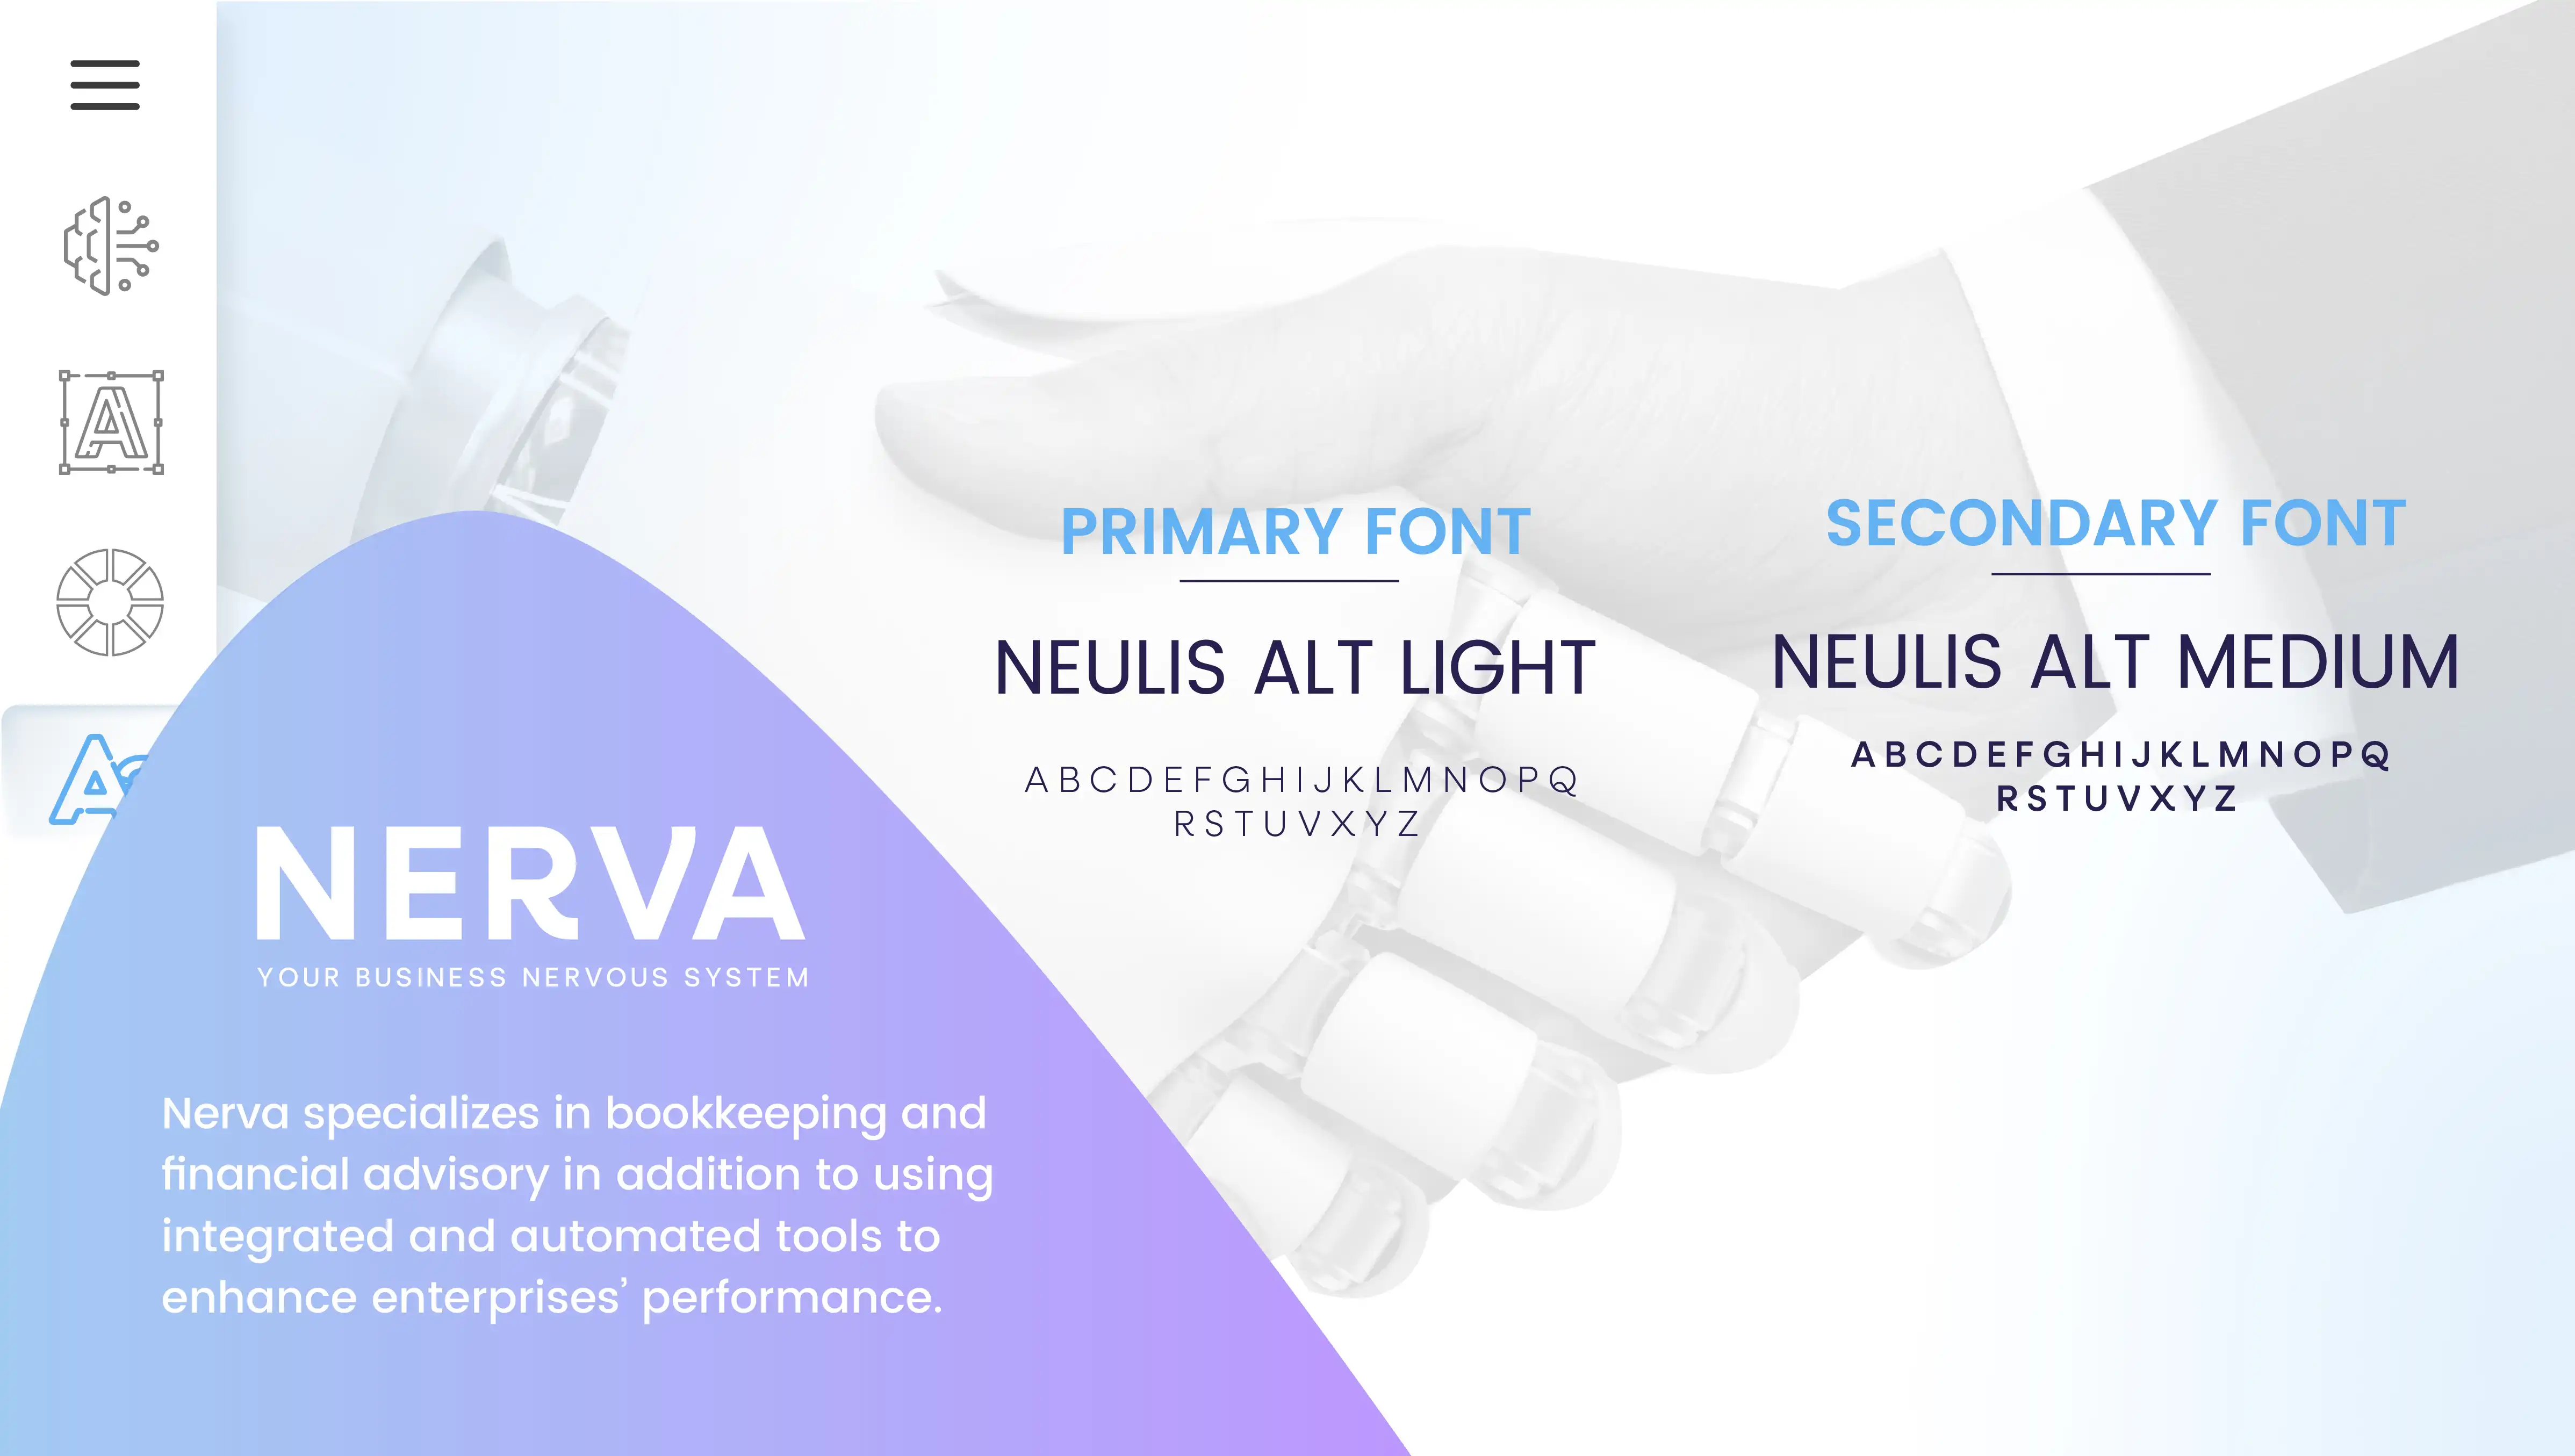 NERVA
YOUR BUSINESS NERVOUS SYSTEM
Nerva specializes in bookkeeping and
financial advisory in addition to using
integrated and automated tools to
enhance enterprises’ performance.
PRIMARY FONT
NEULIS ALT LIGHT
A B C D E F G H I J K L M N O P Q
R S T U V X Y Z
SECONDARY FONT
NEULIS ALT MEDIUM
A B C D E F G H I J K L M N O P Q
R S T U V X Y Z